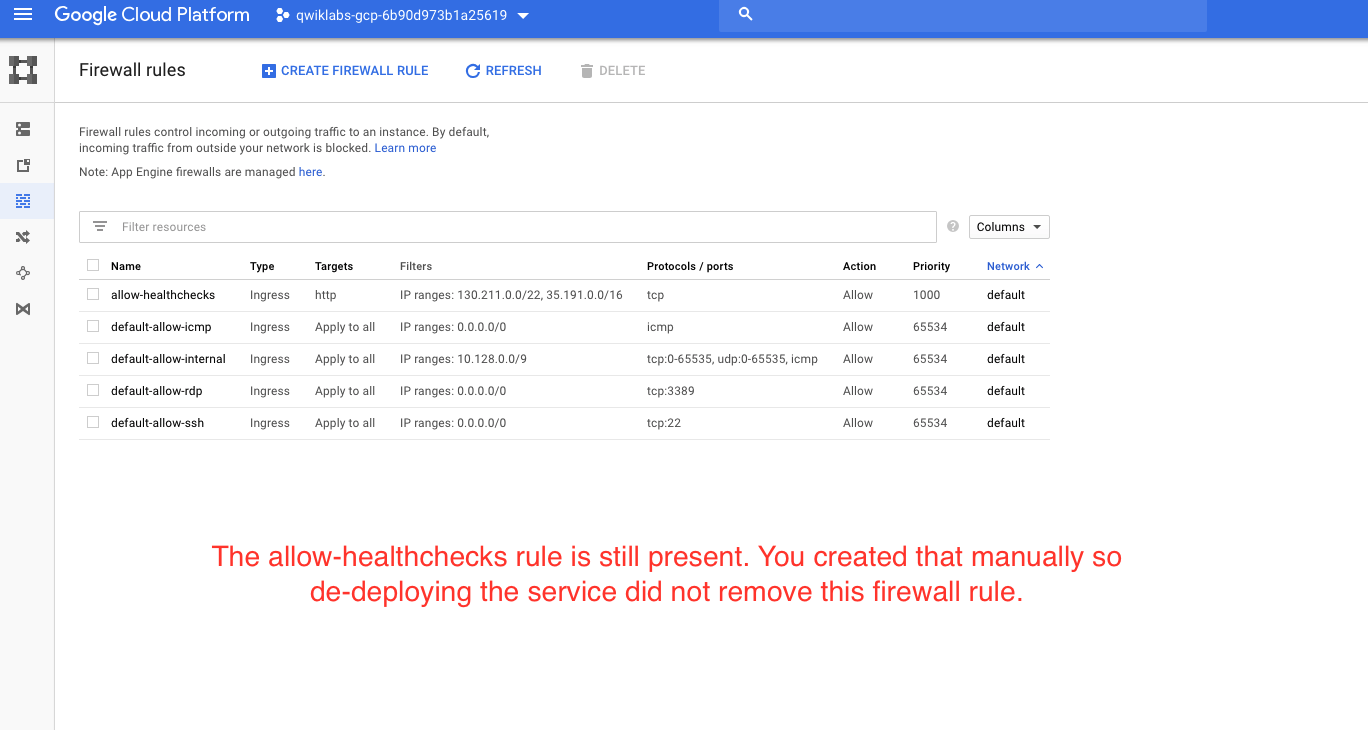 Google Cloud Platform qwiklabs-gcp-6b90d973b1a25619
Firewall rules CREATE FIREWALL RULE REFRESH DELETE
Firewall rules control incoming or outgoing traffic to an instance. By default,
incoming traffic from outside your network is blocked. Learn more
Note: App Engine firewalls are managed here.
Filter resources ? Columns
Name Type Targets Filters Protocols / ports Action Priority Network
allow-healthchecks Ingress http IP ranges: 130.211.0.0/22, 35.191.0.0/16 tcp Allow 1000 default
default-allow-icmp Ingress Apply to all IP ranges: 0.0.0.0/0 icmp Allow 65534 default
default-allow-internal Ingress Apply to all IP ranges: 10.128.0.0/9 tcp:0-65535, udp:0-65535, icmp Allow 65534 default
default-allow-rdp Ingress Apply to all IP ranges: 0.0.0.0/0 tcp:3389 Allow 65534 default
default-allow-ssh Ingress Apply to all IP ranges: 0.0.0.0/0 tcp:22 Allow 65534 default
The allow-healthchecks rule is still present. You created that manually so
de-deploying the service did not remove this firewall rule.